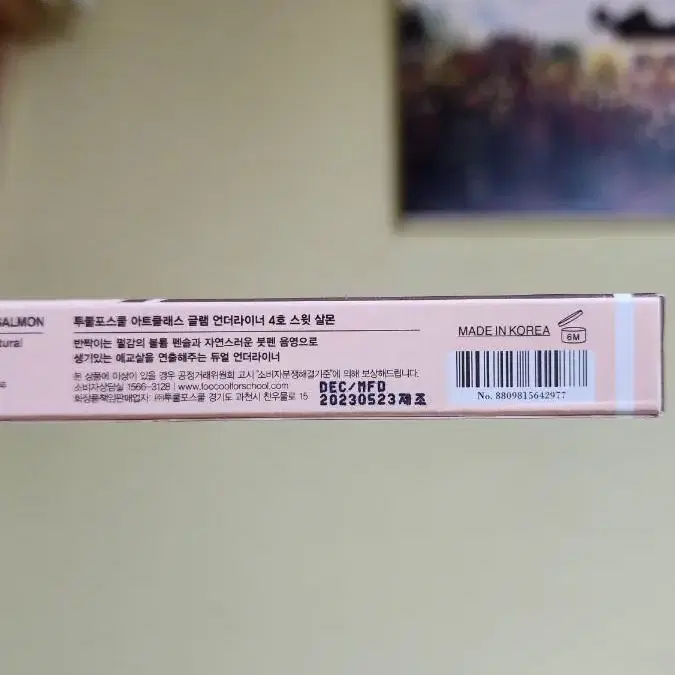 SALMON
tural
투쿨포스쿨 아트클래스 글램 언더라이너 4호 스윗 살몬
반짝이는 펄감의 볼륨 펜슬과 자연스러운 붓펜 음영으로
생기있는 애교살을 연출해주는 듀얼 언더라이너
본 상품에 이상이 있을 경우 공정거래위원회 고시 '소비자분쟁해결기준'에 의해 보상해드립니다.
소비자상담실 1566-3128 | www.toocoolforschool.com
화장품책임판매업자: ㈜투쿨포스쿨 경기도 과천시 찬우물로 15
DEC/MFD
20230523제조
MADE IN KOREA
6M
No. 8809815642977